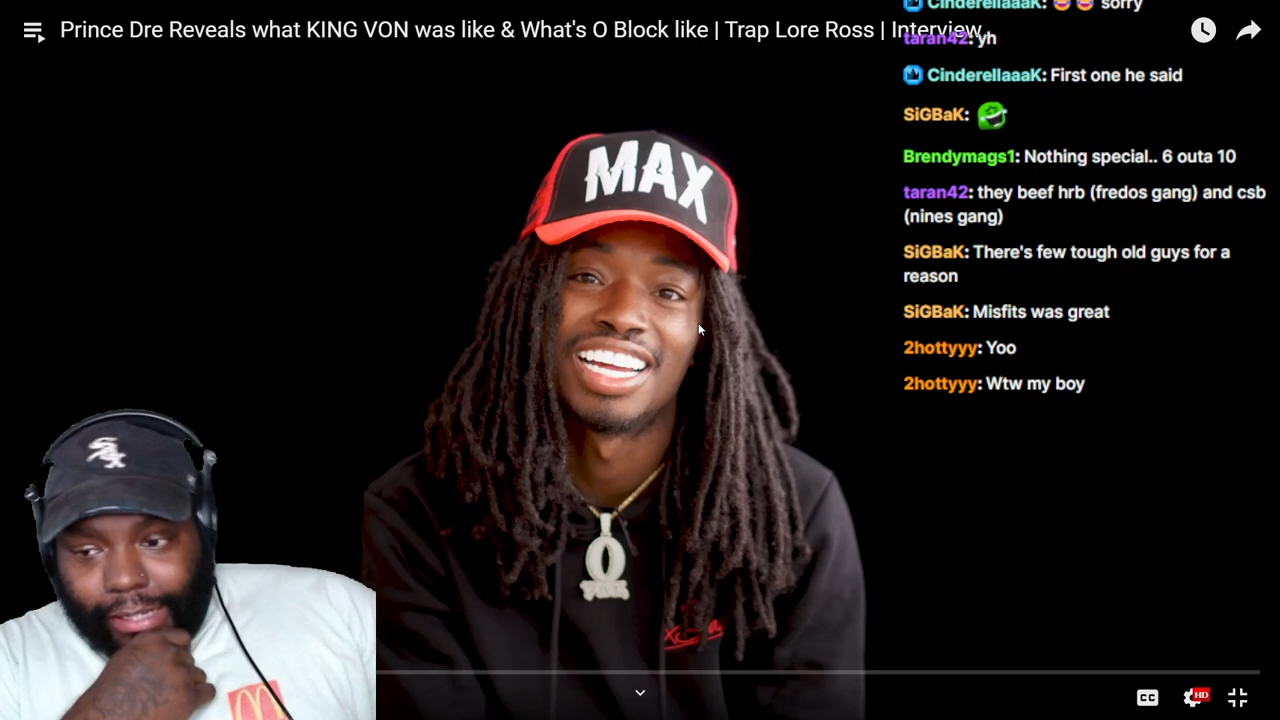 Prince Dre Reveals what KING VON was like & What's O Block like | Trap Lore Ross | Interview
CinderellaaaK: 😂 😂 sorry
taran42: yh
CinderellaaaK: First one he said
SiGBaK:
Brendymags1: Nothing special.. 6 outa 10
taran42: they beef hrb (fredos gang) and csb
(nines gang)
SiGBaK: There's few tough old guys for a
reason
SiGBaK: Misfits was great
2hottyyy: Yoo
2hottyyy: Wtw my boy
MAX
Sox
O
CC
HD